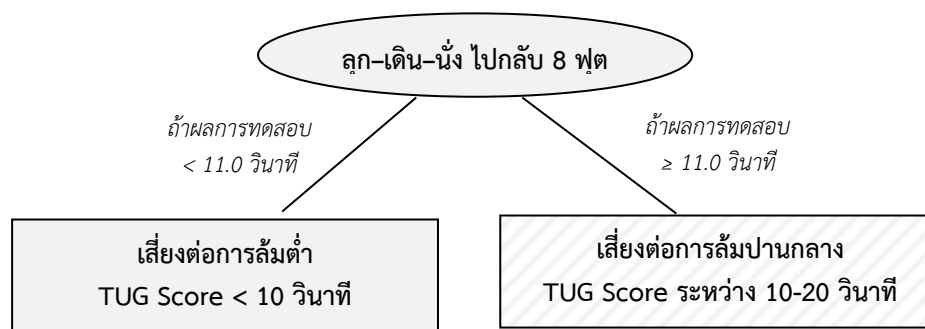 ลุก–เดิน–นั่ง ไปกลับ 8 ฟุต
ถ้าผลการทดสอบ
< 11.0 วินาที
ถ้าผลการทดสอบ
≥ 11.0 วินาที
เสี่ยงต่อการล้มต่ำ
TUG Score < 10 วินาที
เสี่ยงต่อการล้มปานกลาง
TUG Score ระหว่าง 10-20 วินาที